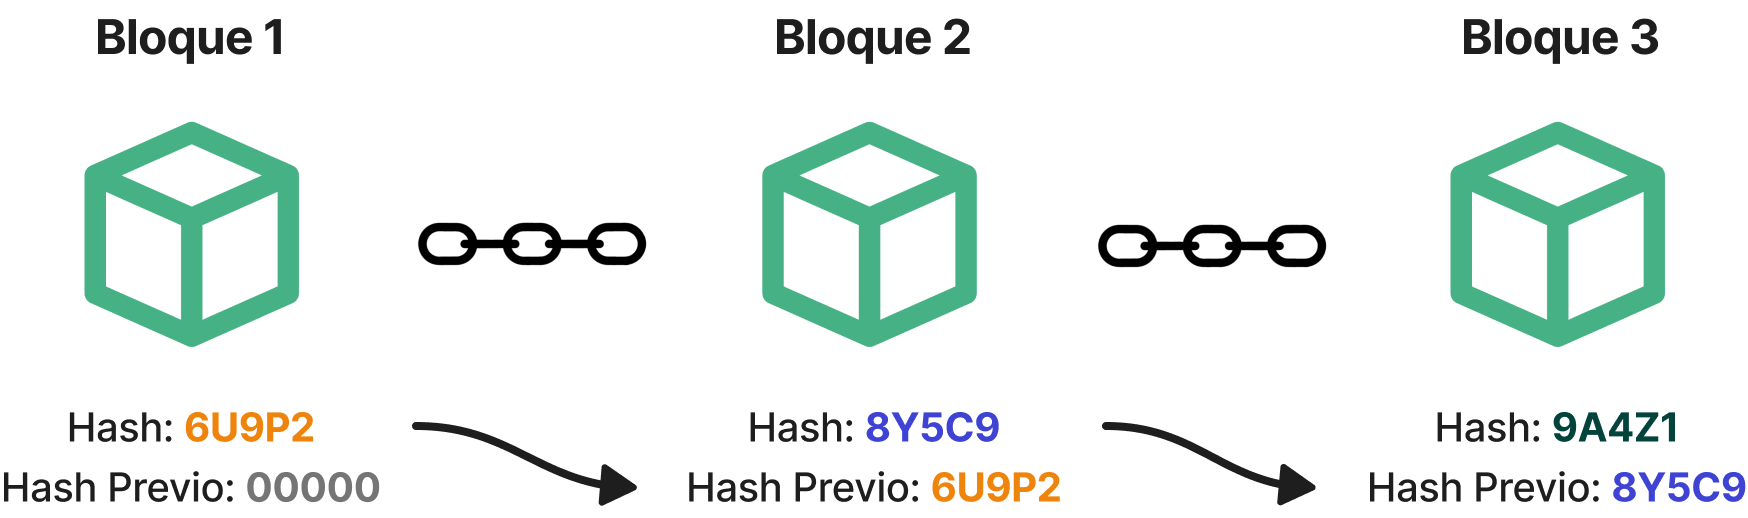 Bloque 1
Bloque 2
Bloque 3
Hash: 6U9P2
Hash Previo: 00000
Hash: 8Y5C9
Hash Previo: 6U9P2
Hash: 9A4Z1
Hash Previo: 8Y5C9